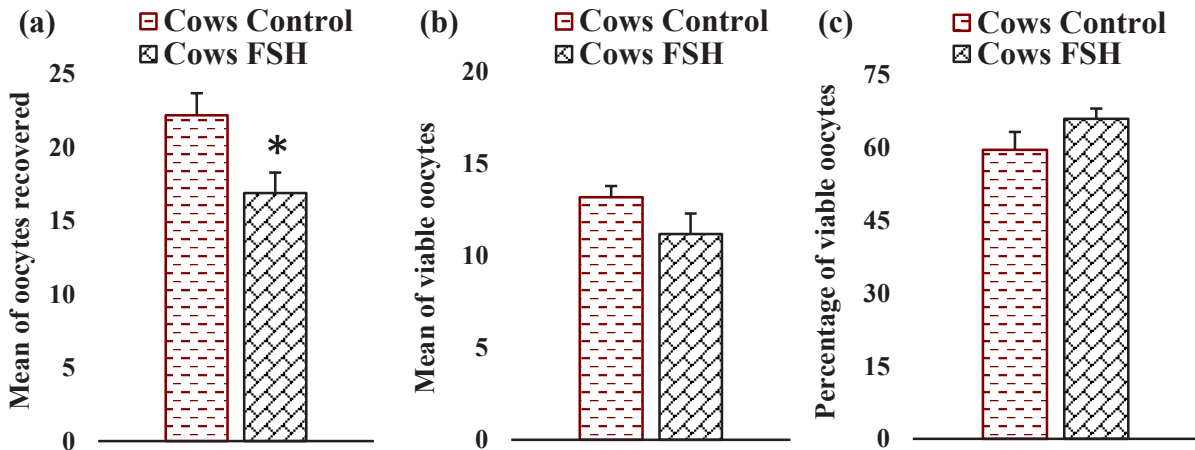 (a)
Cows Control
Cows FSH
Mean of oocytes recovered
25
20
15
10
5
0
*
(b)
Cows Control
Cows FSH
Mean of viable oocytes
20
15
10
5
0
(c)
Cows Control
Cows FSH
Percentage of viable oocytes
75
60
45
30
15
0